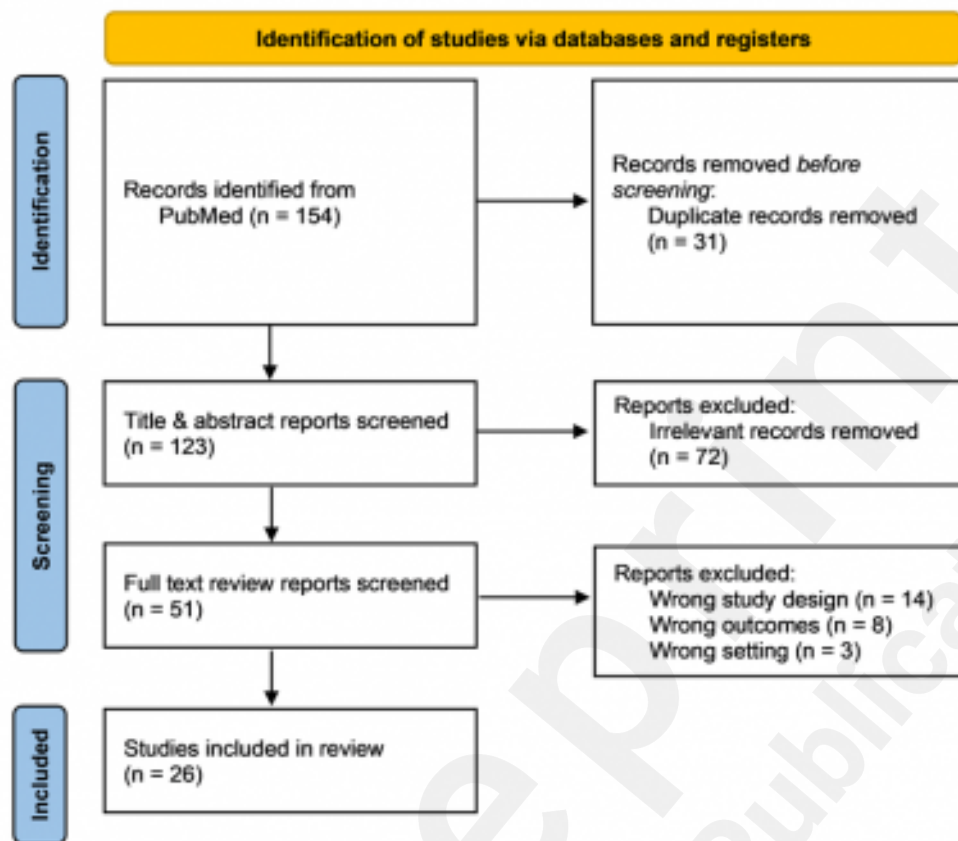 Identification of studies via databases and registers
Identification
Records identified from
PubMed (n = 154)
Records removed before
screening:
Duplicate records removed
(n = 31)
Screening
Title & abstract reports screened
(n = 123)
Reports excluded:
Irrelevant records removed
(n = 72)
Full text review reports screened
(n = 51)
Reports excluded:
Wrong study design (n = 14)
Wrong outcomes (n = 8)
Wrong setting (n = 3)
Included
Studies included in review
(n = 26)
eprint
Publica